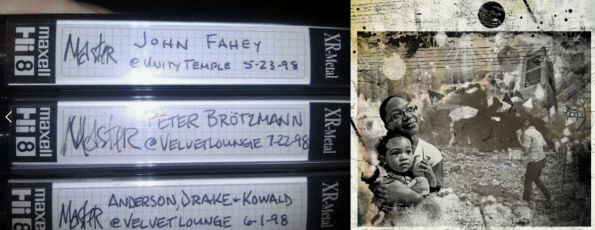 maxell
Hi8
Master
JOHN FAHEY
@ UNITY TEMPLE 5-23-98
XR-Metal
maxell
Hi8
Master
PETER BRÖTZMANN
@ VELVET LOUNGE 7-22-98
XR-Metal
maxell
Hi8
Master
ANDERSON, DRAKE + KOWALD
@ VELVET LOUNGE 6-1-98
XR-Metal